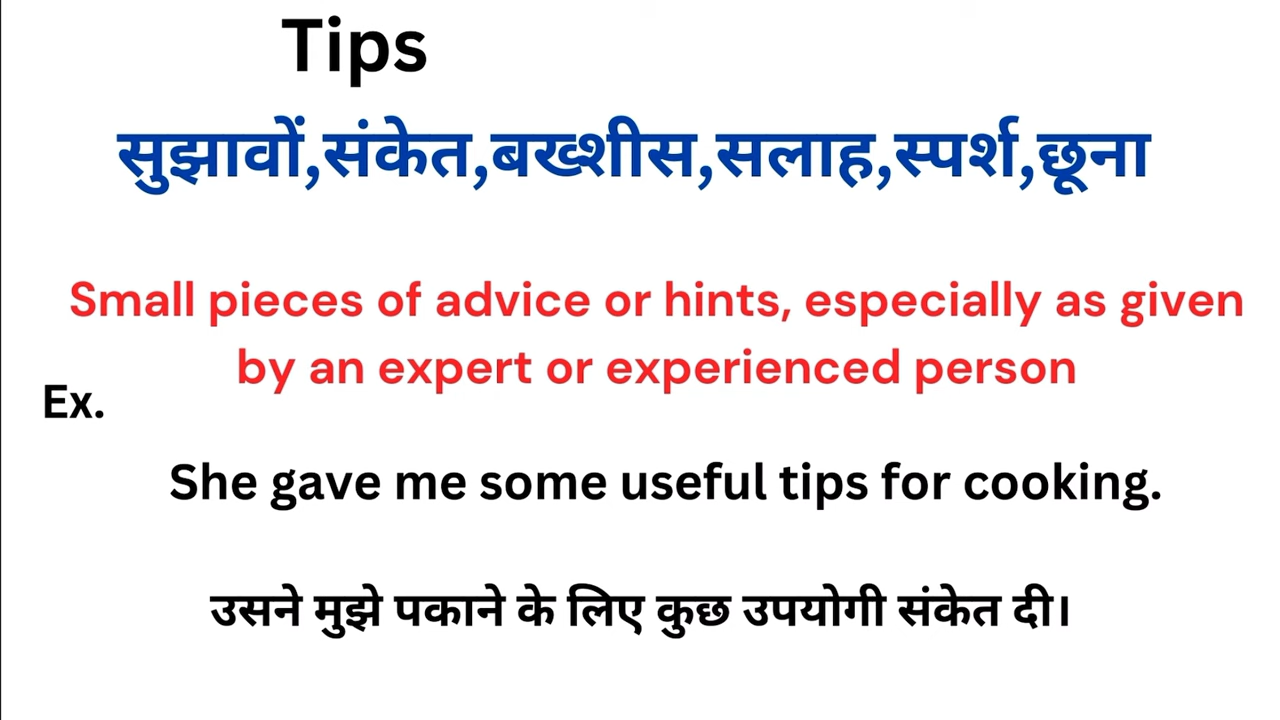 Tips
सुझावों,संकेत,बख्शीस,सलाह,स्पर्श,छूना
Small pieces of advice or hints, especially as given
by an expert or experienced person
Ex.
She gave me some useful tips for cooking.
उसने मुझे पकाने के लिए कुछ उपयोगी संकेत दी।